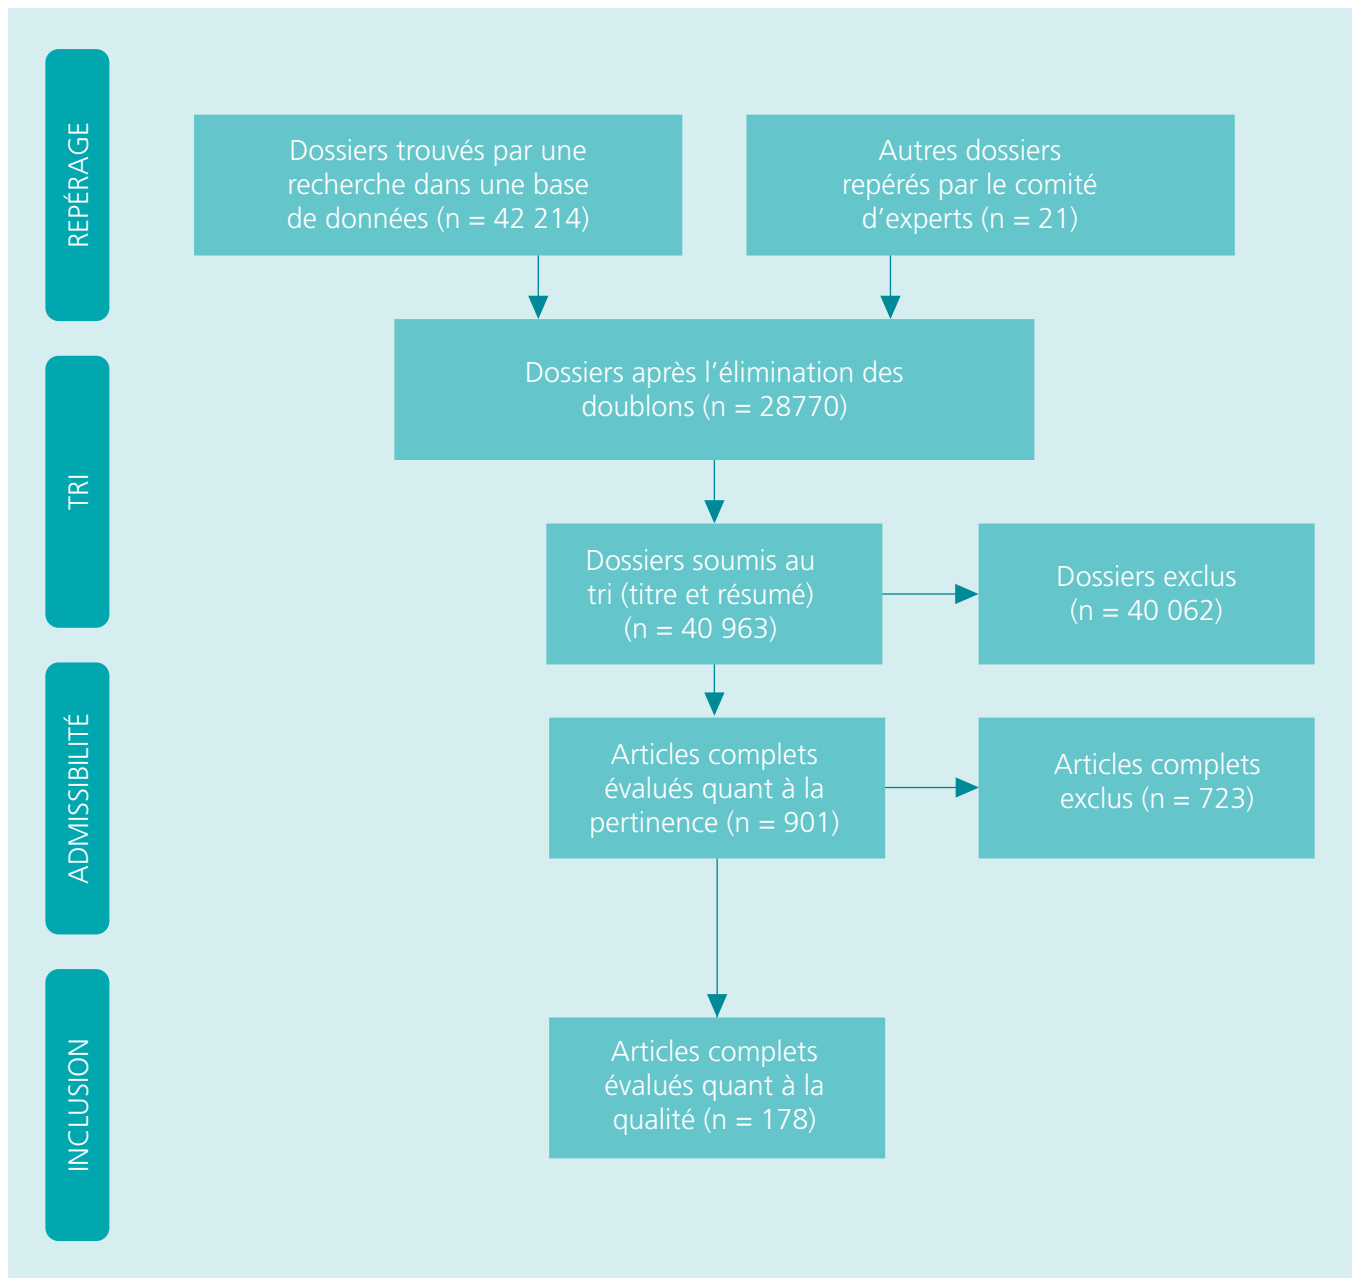 REPÉRAGE
Dossiers trouvés par une
recherche dans une base
de données (n = 42 214)
Autres dossiers
repérés par le comité
d’experts (n = 21)
TRI
Dossiers après l’élimination des
doublons (n = 28770)
Dossiers soumis au
tri (titre et résumé)
(n = 40 963)
Dossiers exclus
(n = 40 062)
ADMISSIBILITÉ
Articles complets
évalués quant à la
pertinence (n = 901)
Articles complets
exclus (n = 723)
INCLUSION
Articles complets
évalués quant à la
qualité (n = 178)